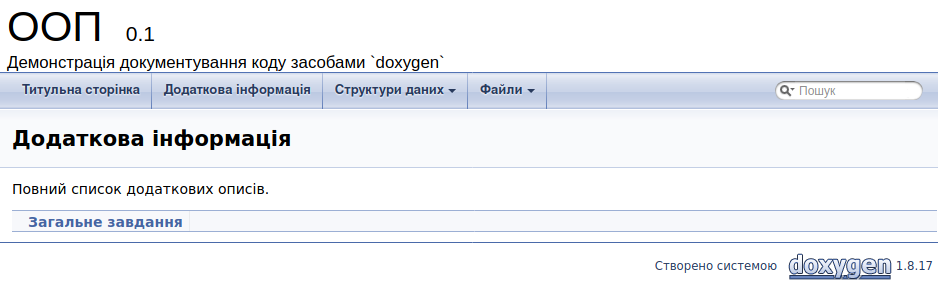 ООП 0.1
Демонстрація документування коду засобами `doxygen`
Титульна сторінка Додаткова інформація Структури даних Файли Пошук
Додаткова інформація
Повний список додаткових описів.
Загальне завдання
Створено системою doxygen 1.8.17